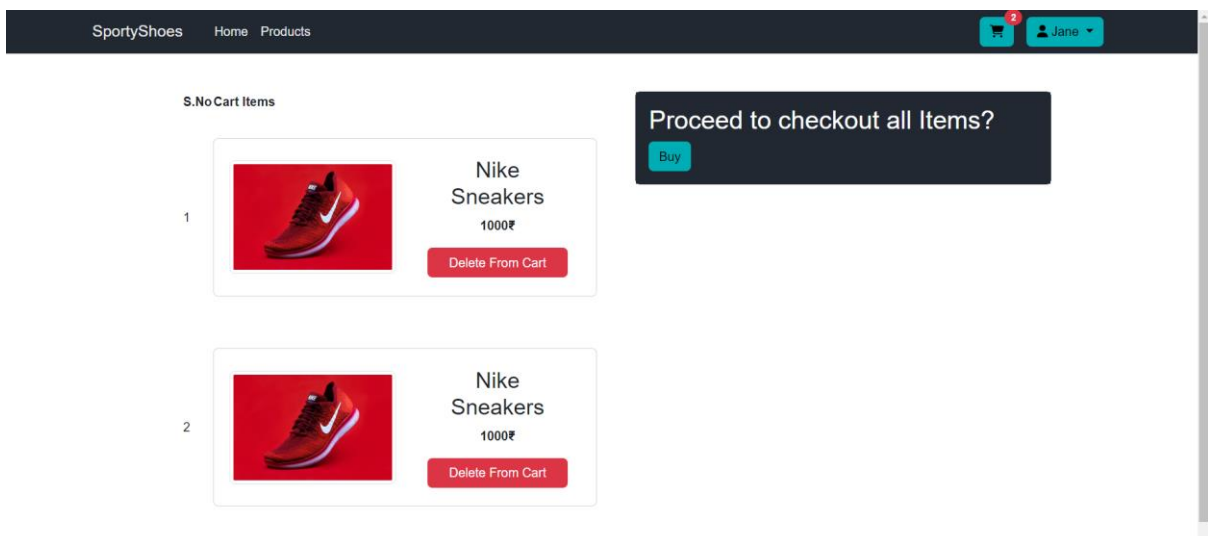 SportyShoes Home Products 2 Jane
S.No Cart Items
Proceed to checkout all Items?
Buy
1
Nike
Sneakers
1000₹
Delete From Cart
2
Nike
Sneakers
1000₹
Delete From Cart